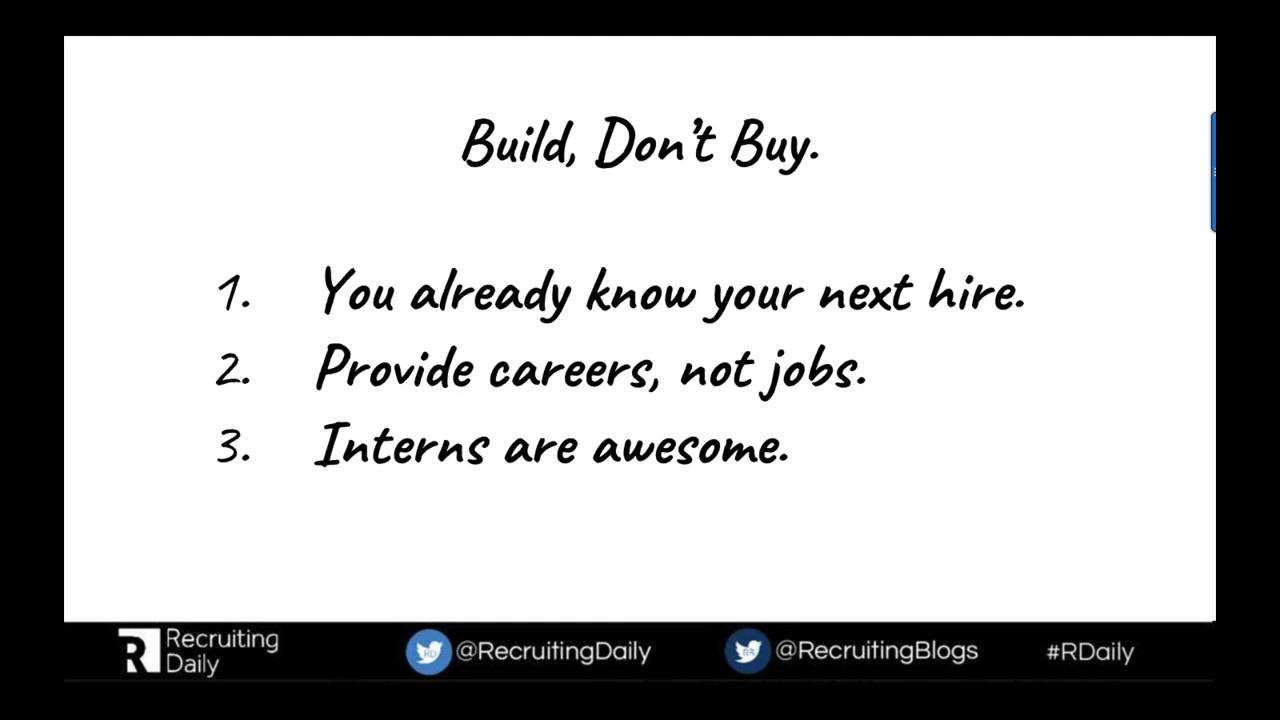 Build, Don't Buy.
1. You already know your next hire.
2. Provide careers, not jobs.
3. Interns are awesome.
Recruiting
Daily
@RecruitingDaily
@RecruitingBlogs
#RDaily